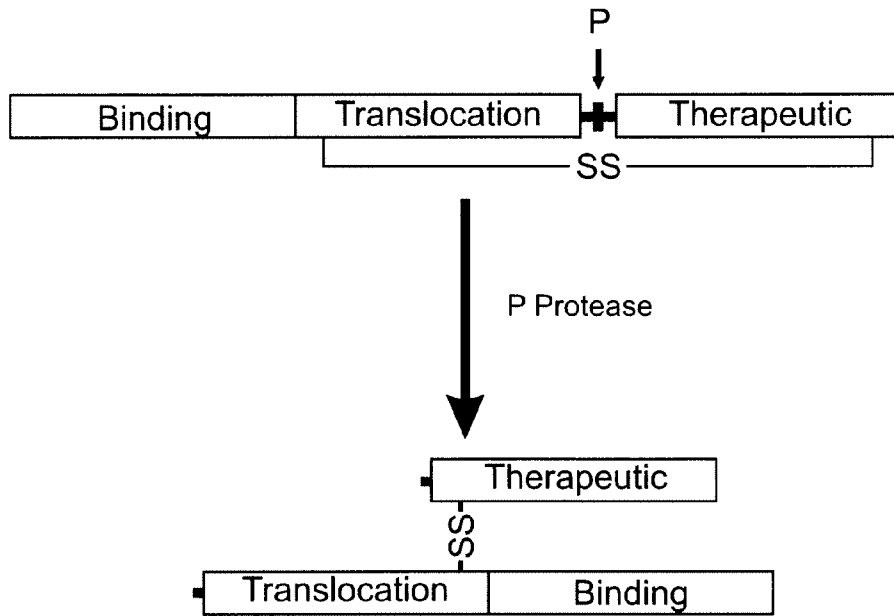 P
Binding Translocation Therapeutic
SS
P Protease
Therapeutic
SS
Translocation Binding